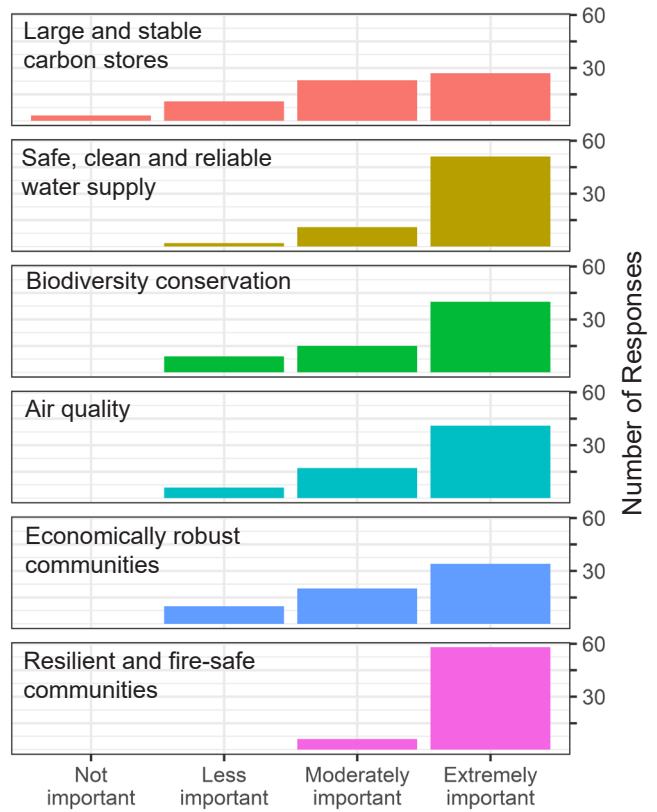 Large and stable
carbon stores
60
30
Safe, clean and reliable
water supply
60
30
Biodiversity conservation
60
30
Air quality
60
30
Economically robust
communities
60
30
Resilient and fire-safe
communities
60
30
Number of Responses
Not
important
Less
important
Moderately
important
Extremely
important